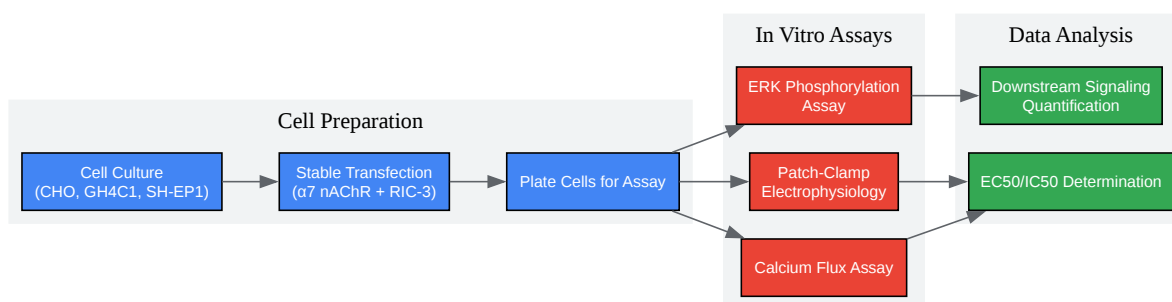 Cell Preparation
Cell Culture
(CHO, GH4C1, SH-EP1)
Stable Transfection
(α7 nAChR + RIC-3)
Plate Cells for Assay
In Vitro Assays
ERK Phosphorylation
Assay
Patch-Clamp
Electrophysiology
Calcium Flux Assay
Data Analysis
Downstream Signaling
Quantification
EC50/IC50 Determination